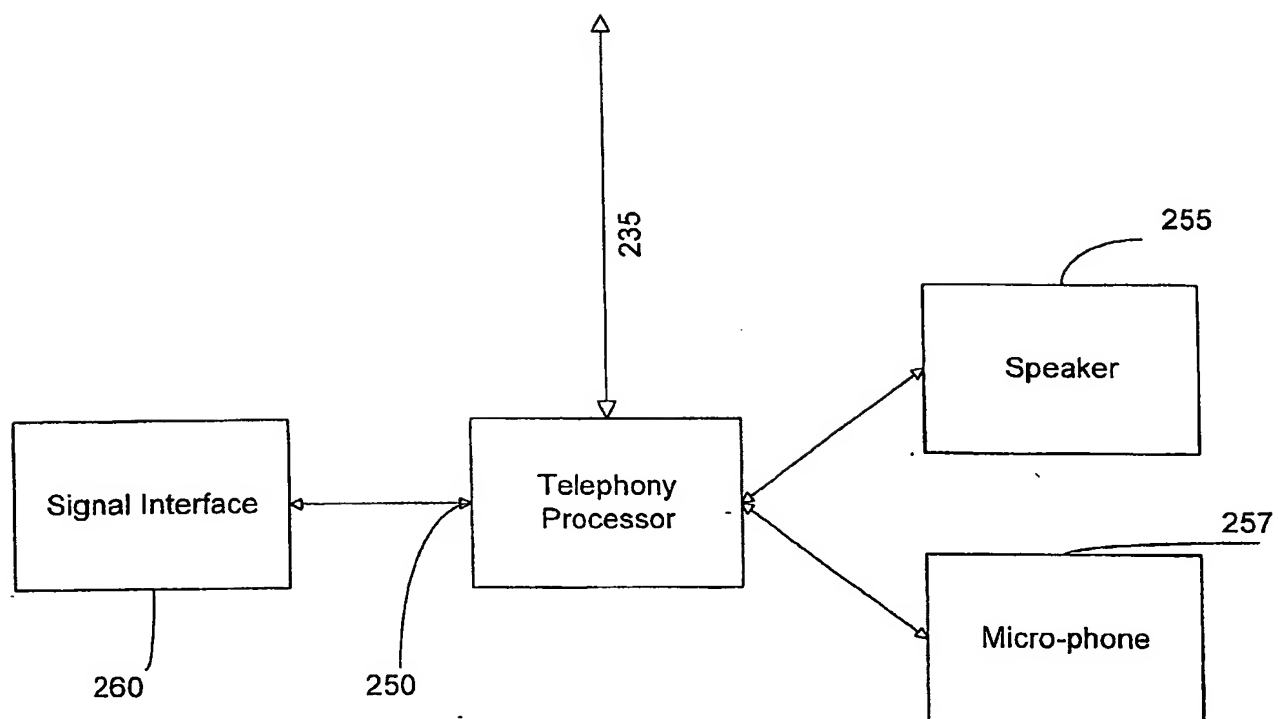 235
255
Speaker
Signal Interface
Telephony
Processor
257
Micro-phone
260
250